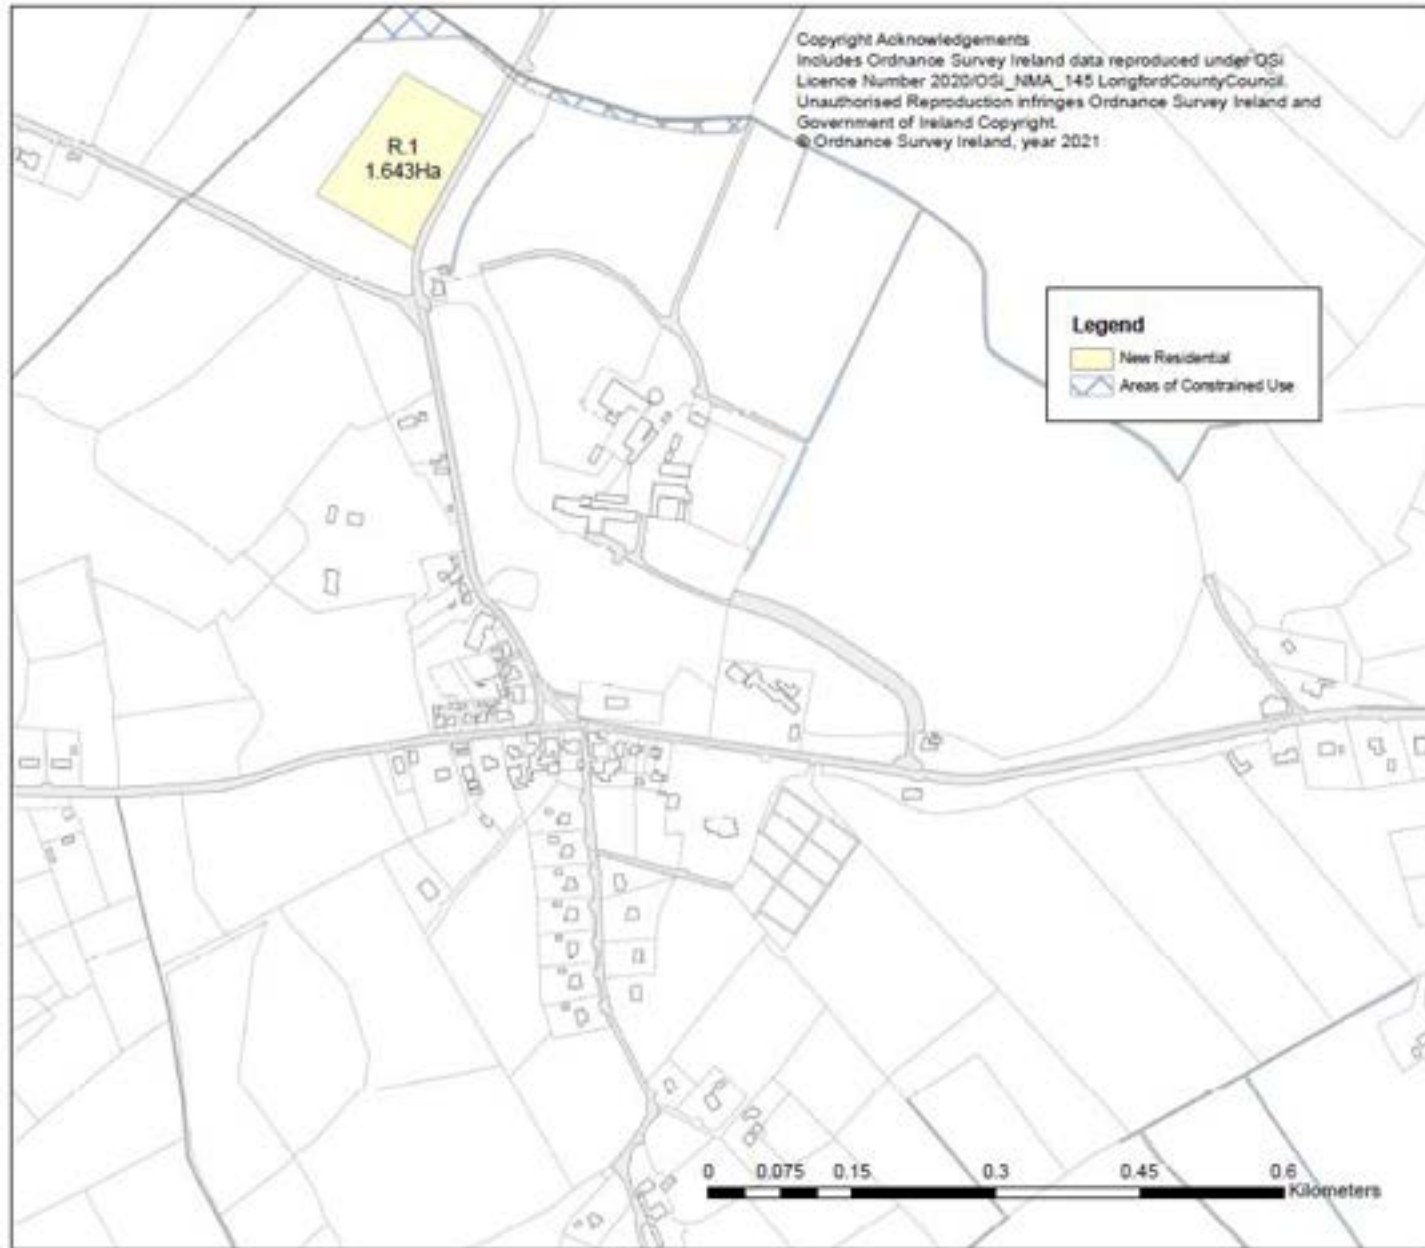 Copyright Acknowledgements
Includes Ordnance Survey Ireland data reproduced under OSi
Licence Number 2020/OSi_NMA_145 LongfordCountyCouncil.
Unauthorised Reproduction infringes Ordnance Survey Ireland and
Government of Ireland Copyright.
© Ordnance Survey Ireland, year 2021
R.1
1.643Ha
Legend
New Residential
Areas of Constrained Use
0 0.075 0.15 0.3 0.45 0.6
Kilometers